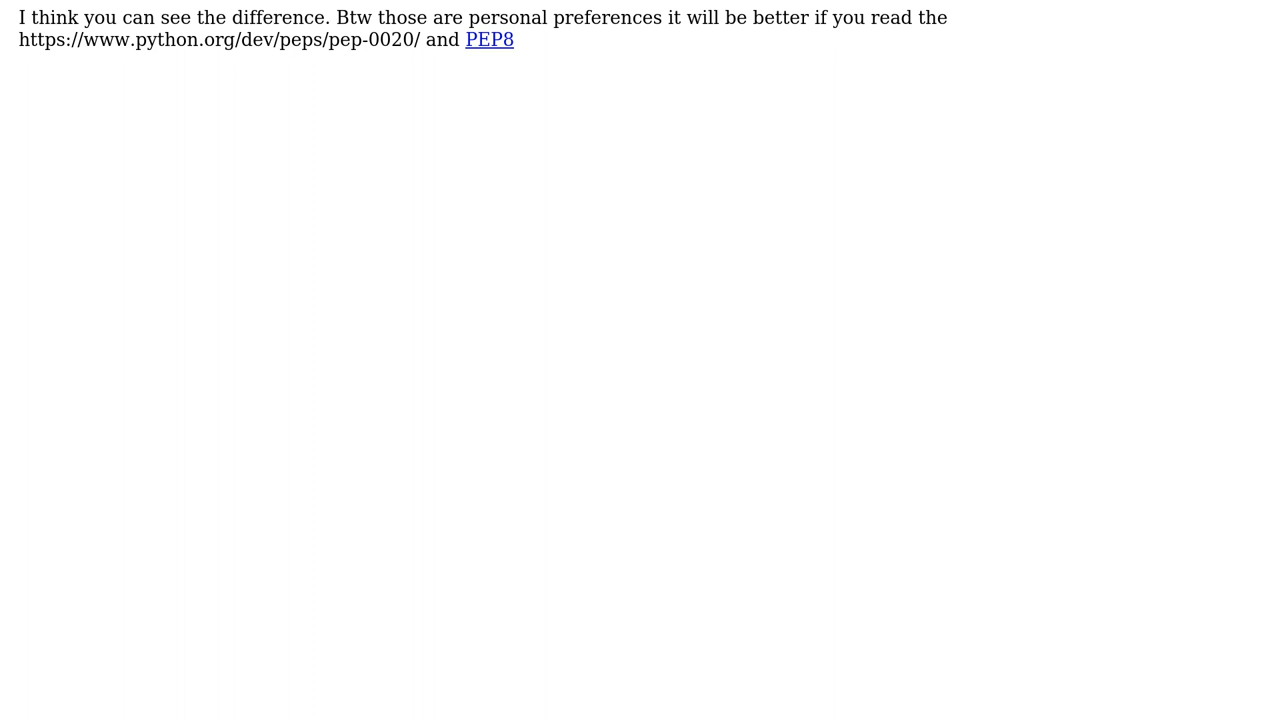 I think you can see the difference. Btw those are personal preferences it will be better if you read the
https://www.python.org/dev/peps/pep-0020/ and PEP8